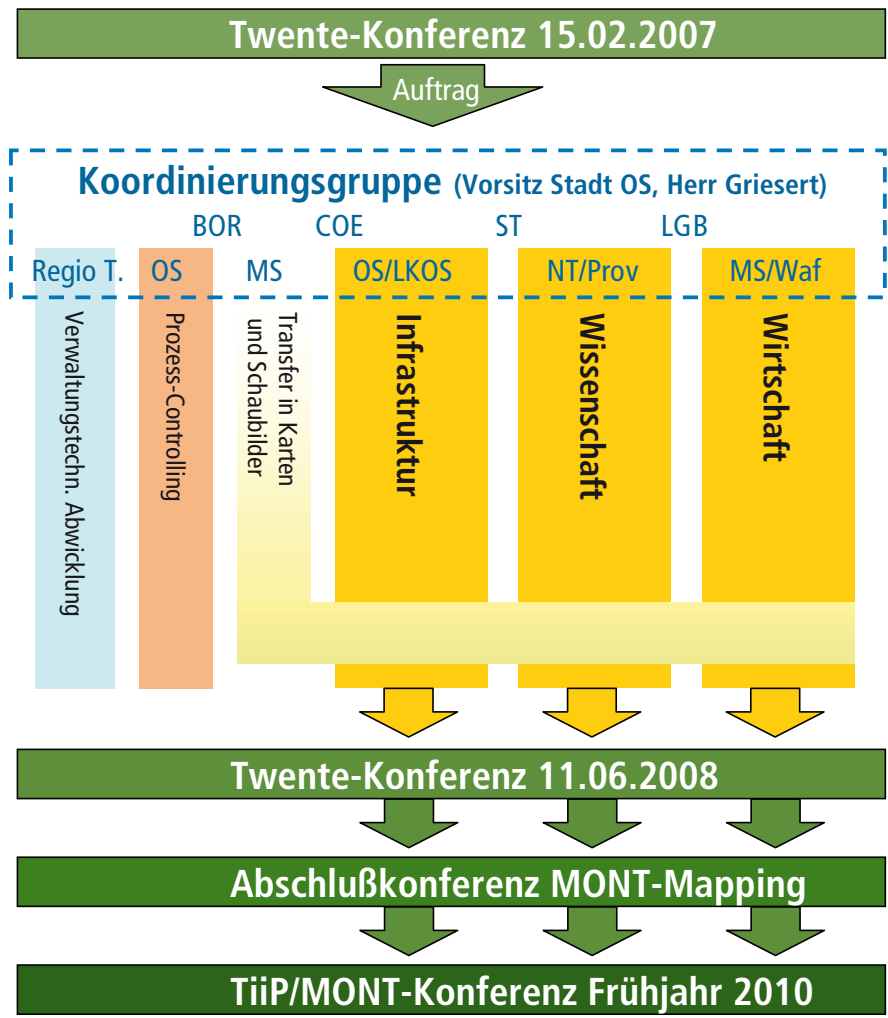 Twente-Konferenz 15.02.2007
Auftrag
Koordinierungsgruppe (Vorsitz Stadt OS, Herr Griesert)
BOR COE ST LGB
Regio T. OS MS OS/LKOS NT/Prov MS/Waf
Verwaltungstechn. Abwicklung
Prozess-Controlling
Transfer in Karten
und Schaubilder
Infrastruktur
Wissenschaft
Wirtschaft
Twente-Konferenz 11.06.2008
Abschlußkonferenz MONT-Mapping
TiiP/MONT-Konferenz Frühjahr 2010